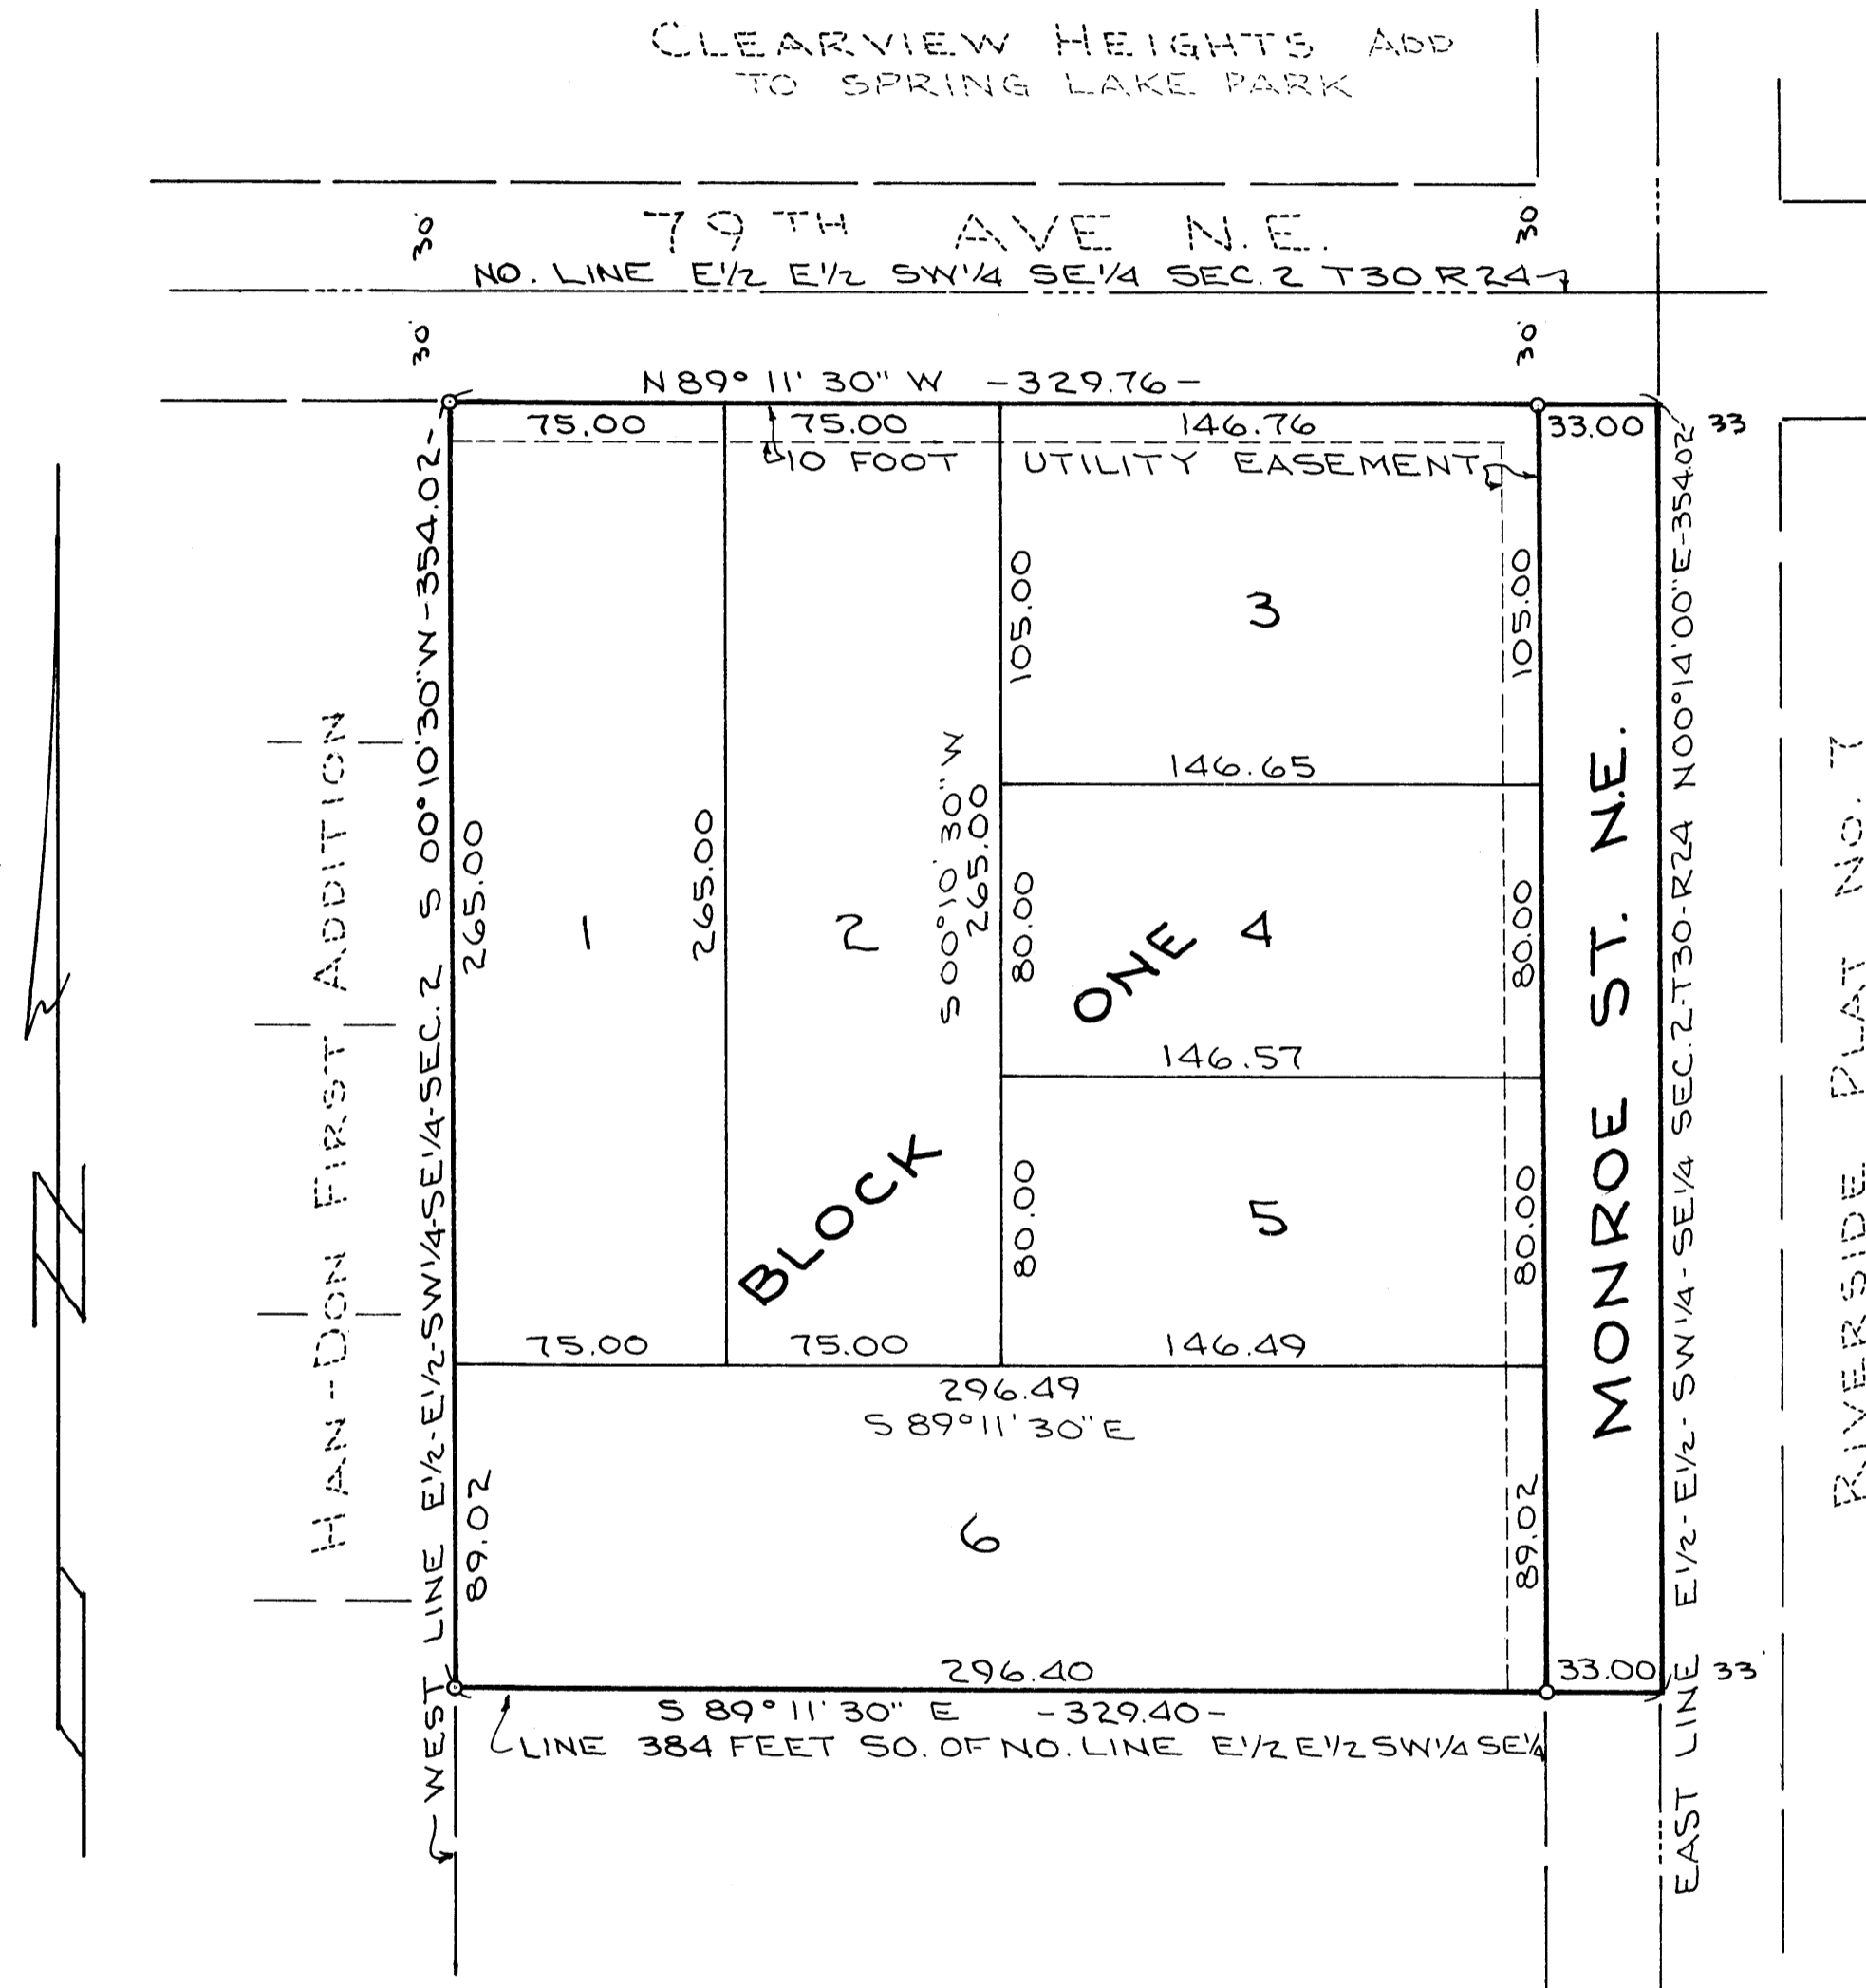 CLEARVIEW HEIGHTS ADD
TO SPRING LAKE PARK
30'
79TH AVE N.E.
30'
NO. LINE E1/2 E1/2 SW1/4 SE1/4 SEC. 2 T30 R24
30'
30'
N 89° 11' 30" W -329.76-
75.00
75.00
146.76
33.00
33
10 FOOT UTILITY EASEMENT
105.00
3
105.00
146.65
265.00
1
265.00
2
S 00° 10' 30" W
265.00
80.00
ONE
4
80.00
146.57
BLOCK
80.00
5
80.00
75.00
75.00
146.49
296.49
S 89° 11' 30" E
89.02
6
89.02
296.40
33.00
33'
S 89° 11' 30" E -329.40-
LINE 384 FEET SO. OF NO. LINE E1/2 E1/2 SW1/4 SE1/4
HAN-DON FIRST ADDITION
WEST LINE E1/2-E1/2-SW1/4-SE1/4-SEC. 2 S 00° 10' 30" W-354.02-
MONROE ST. N.E.
EAST LINE E1/2-E1/2-SW1/4-SE1/4 SEC. 2-T30-R24 N00°14'00"E-354.02
RIVERSIDE PLAT NO. 7
N